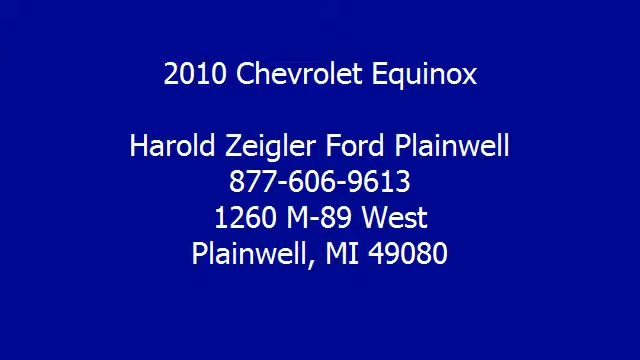 2010 Chevrolet Equinox
Harold Zeigler Ford Plainwell
877-606-9613
1260 M-89 West
Plainwell, MI 49080